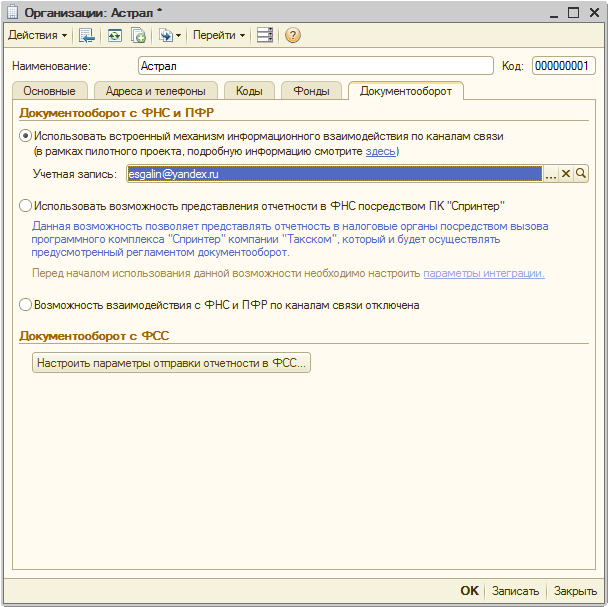 Организации: Астрал *
Действия Перейти
Наименование: Астрал Код: 000000001
Основные Адреса и телефоны Коды Фонды Документооборот
Документооборот с ФНС и ПФР
Использовать встроенный механизм информационного взаимодействия по каналам связи
(в рамках пилотного проекта, подробную информацию смотрите здесь)
Учетная запись: esgalin@yandex.ru ...
Использовать возможность представления отчетности в ФНС посредством ПК "Спринтер"
Данная возможность позволяет представлять отчетность в налоговые органы посредством вызова
программного комплекса "Спринтер" компании "Такском", который и будет осуществлять
предусмотренный регламентом документооборот.
Перед началом использования данной возможности необходимо настроить параметры интеграции.
Возможность взаимодействия с ФНС и ПФР по каналам связи отключена
Документооборот с ФСС
Настроить параметры отправки отчетности в ФСС...
OK Записать Закрыть